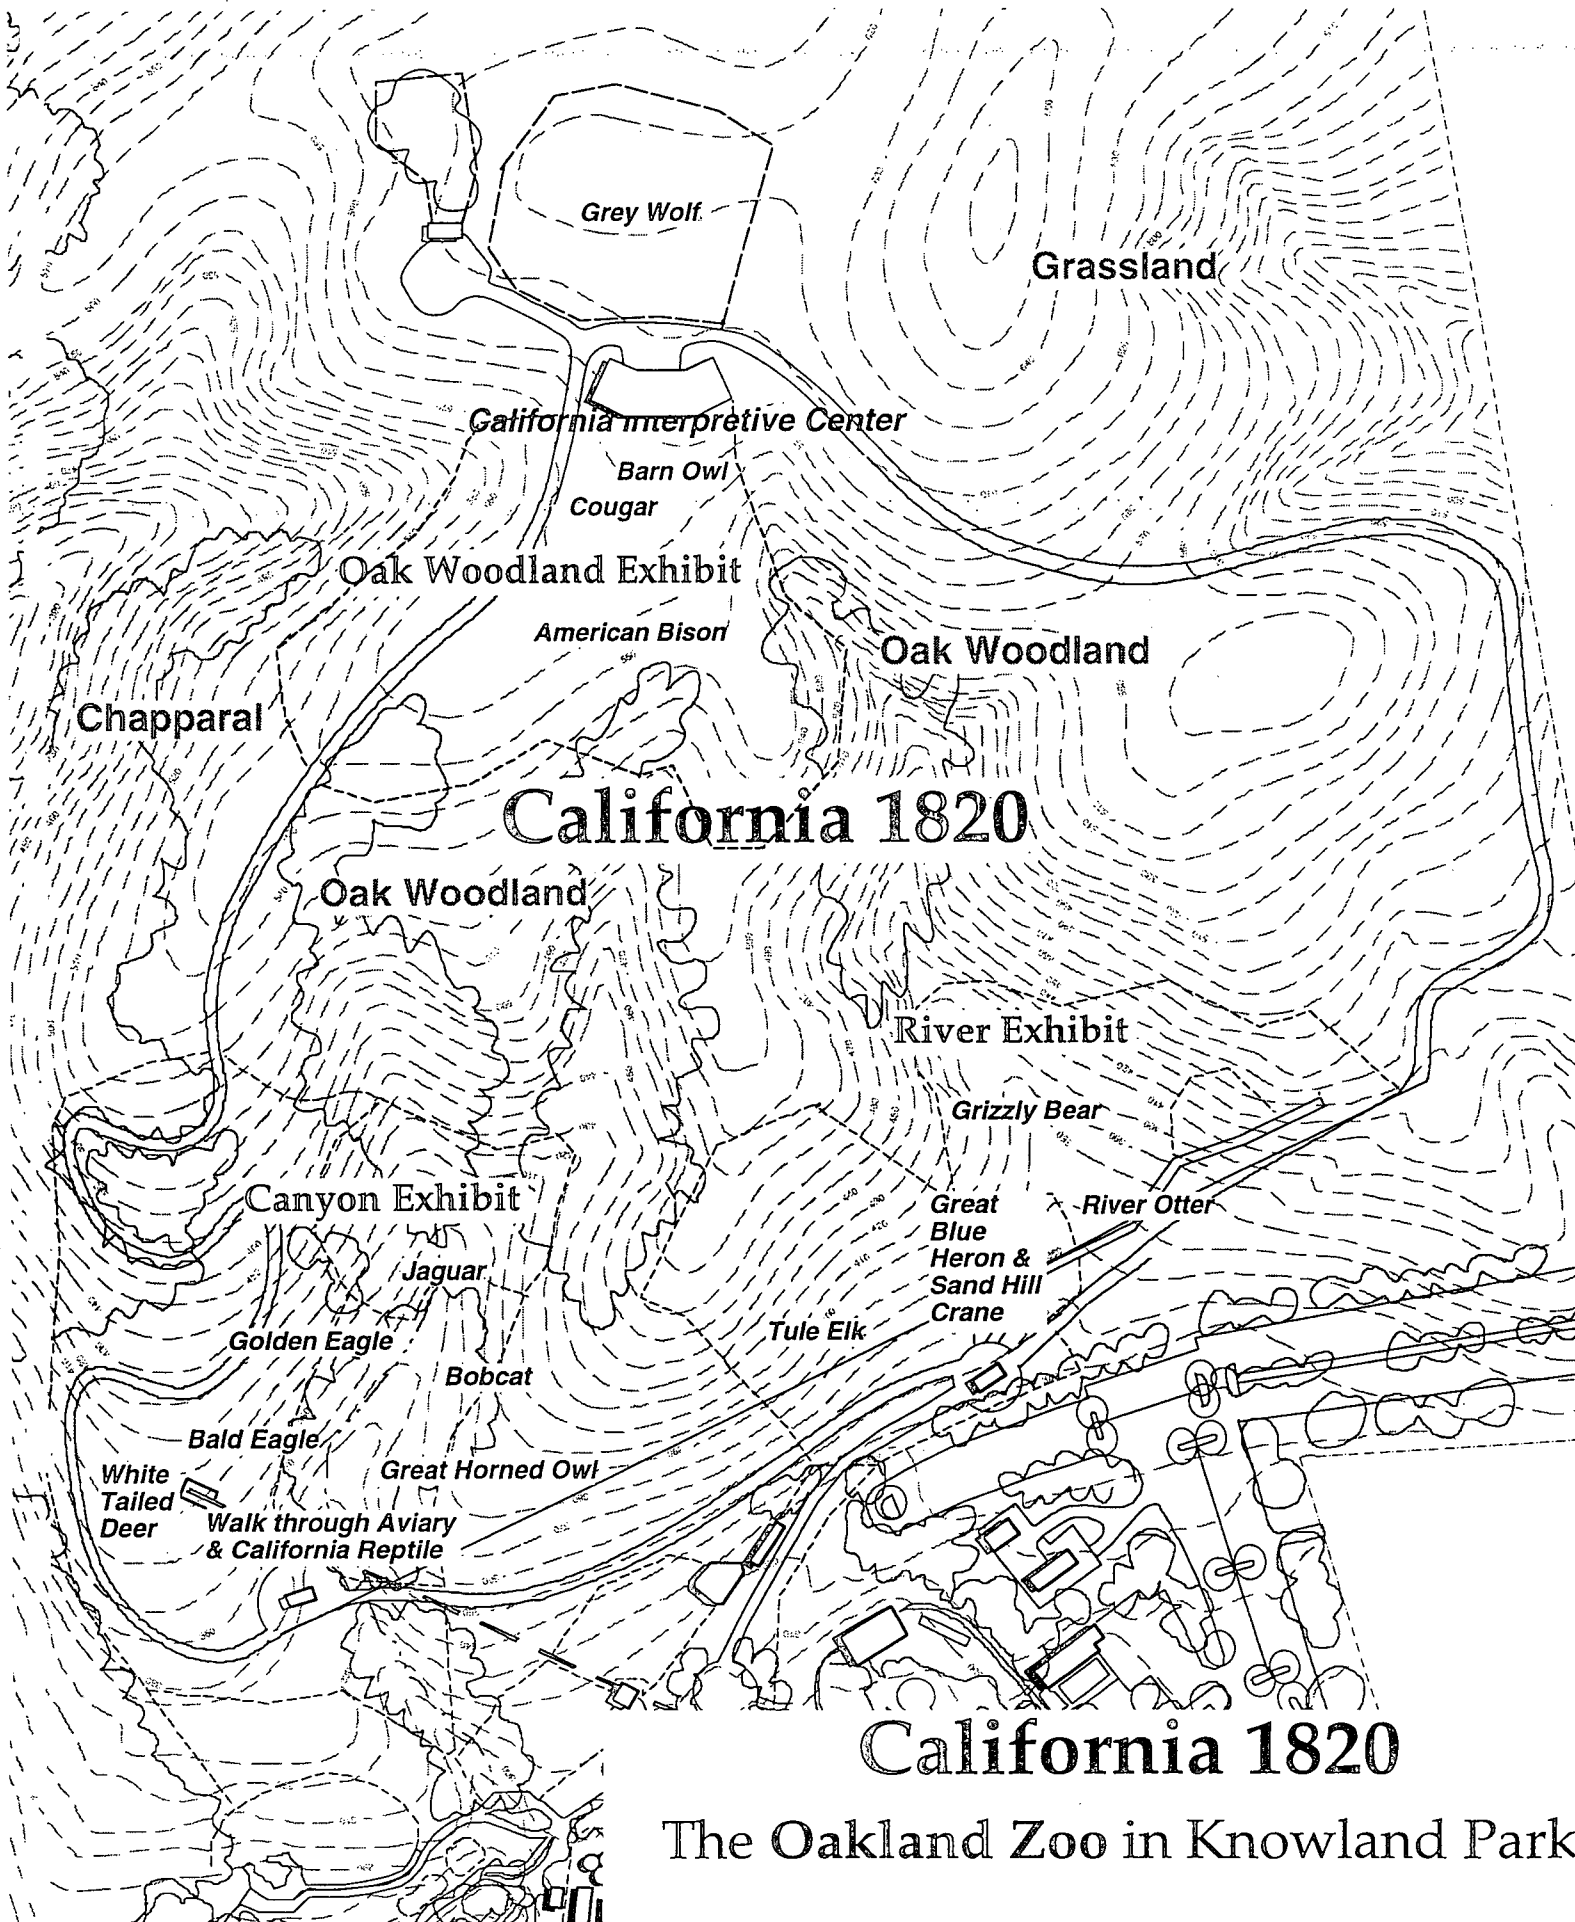 Grey Wolf
Grassland
California Interpretive Center
Barn Owl
Cougar
Oak Woodland Exhibit
American Bison
Oak Woodland
Chapparal
California 1820
Oak Woodland
River Exhibit
Grizzly Bear
Canyon Exhibit
Great
Blue
Heron &
Sand Hill
Crane
River Otter
Jaguar
Tule Elk
Golden Eagle
Bobcat
Bald Eagle
Great Horned Owl
White
Tailed
Deer
Walk through Aviary
& California Reptile
California 1820
The Oakland Zoo in Knowland Park